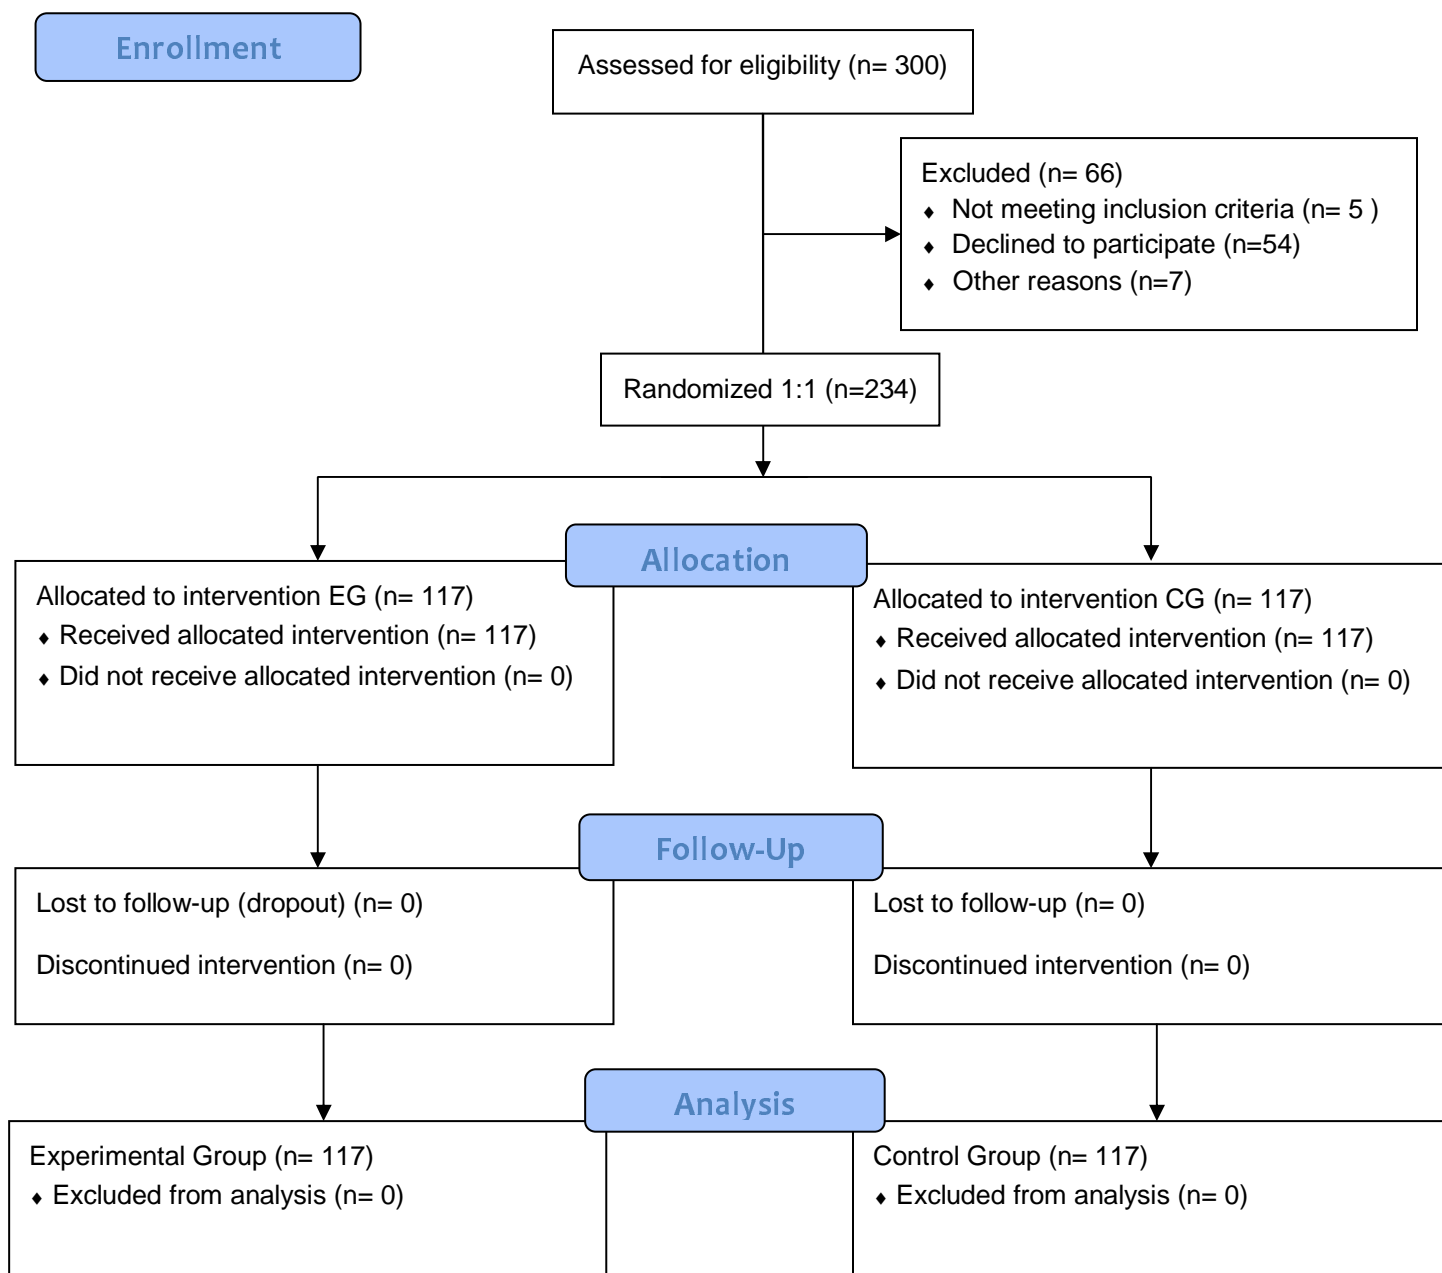 Enrollment
Assessed for eligibility (n= 300)
Excluded (n= 66)
♦ Not meeting inclusion criteria (n= 5 )
♦ Declined to participate (n=54)
♦ Other reasons (n=7)
Randomized 1:1 (n=234)
Allocation
Allocated to intervention EG (n= 117)
♦ Received allocated intervention (n= 117)
♦ Did not receive allocated intervention (n= 0)
Allocated to intervention CG (n= 117)
♦ Received allocated intervention (n= 117)
♦ Did not receive allocated intervention (n= 0)
Follow-Up
Lost to follow-up (dropout) (n= 0)
Discontinued intervention (n= 0)
Lost to follow-up (n= 0)
Discontinued intervention (n= 0)
Analysis
Experimental Group (n= 117)
♦ Excluded from analysis (n= 0)
Control Group (n= 117)
♦ Excluded from analysis (n= 0)